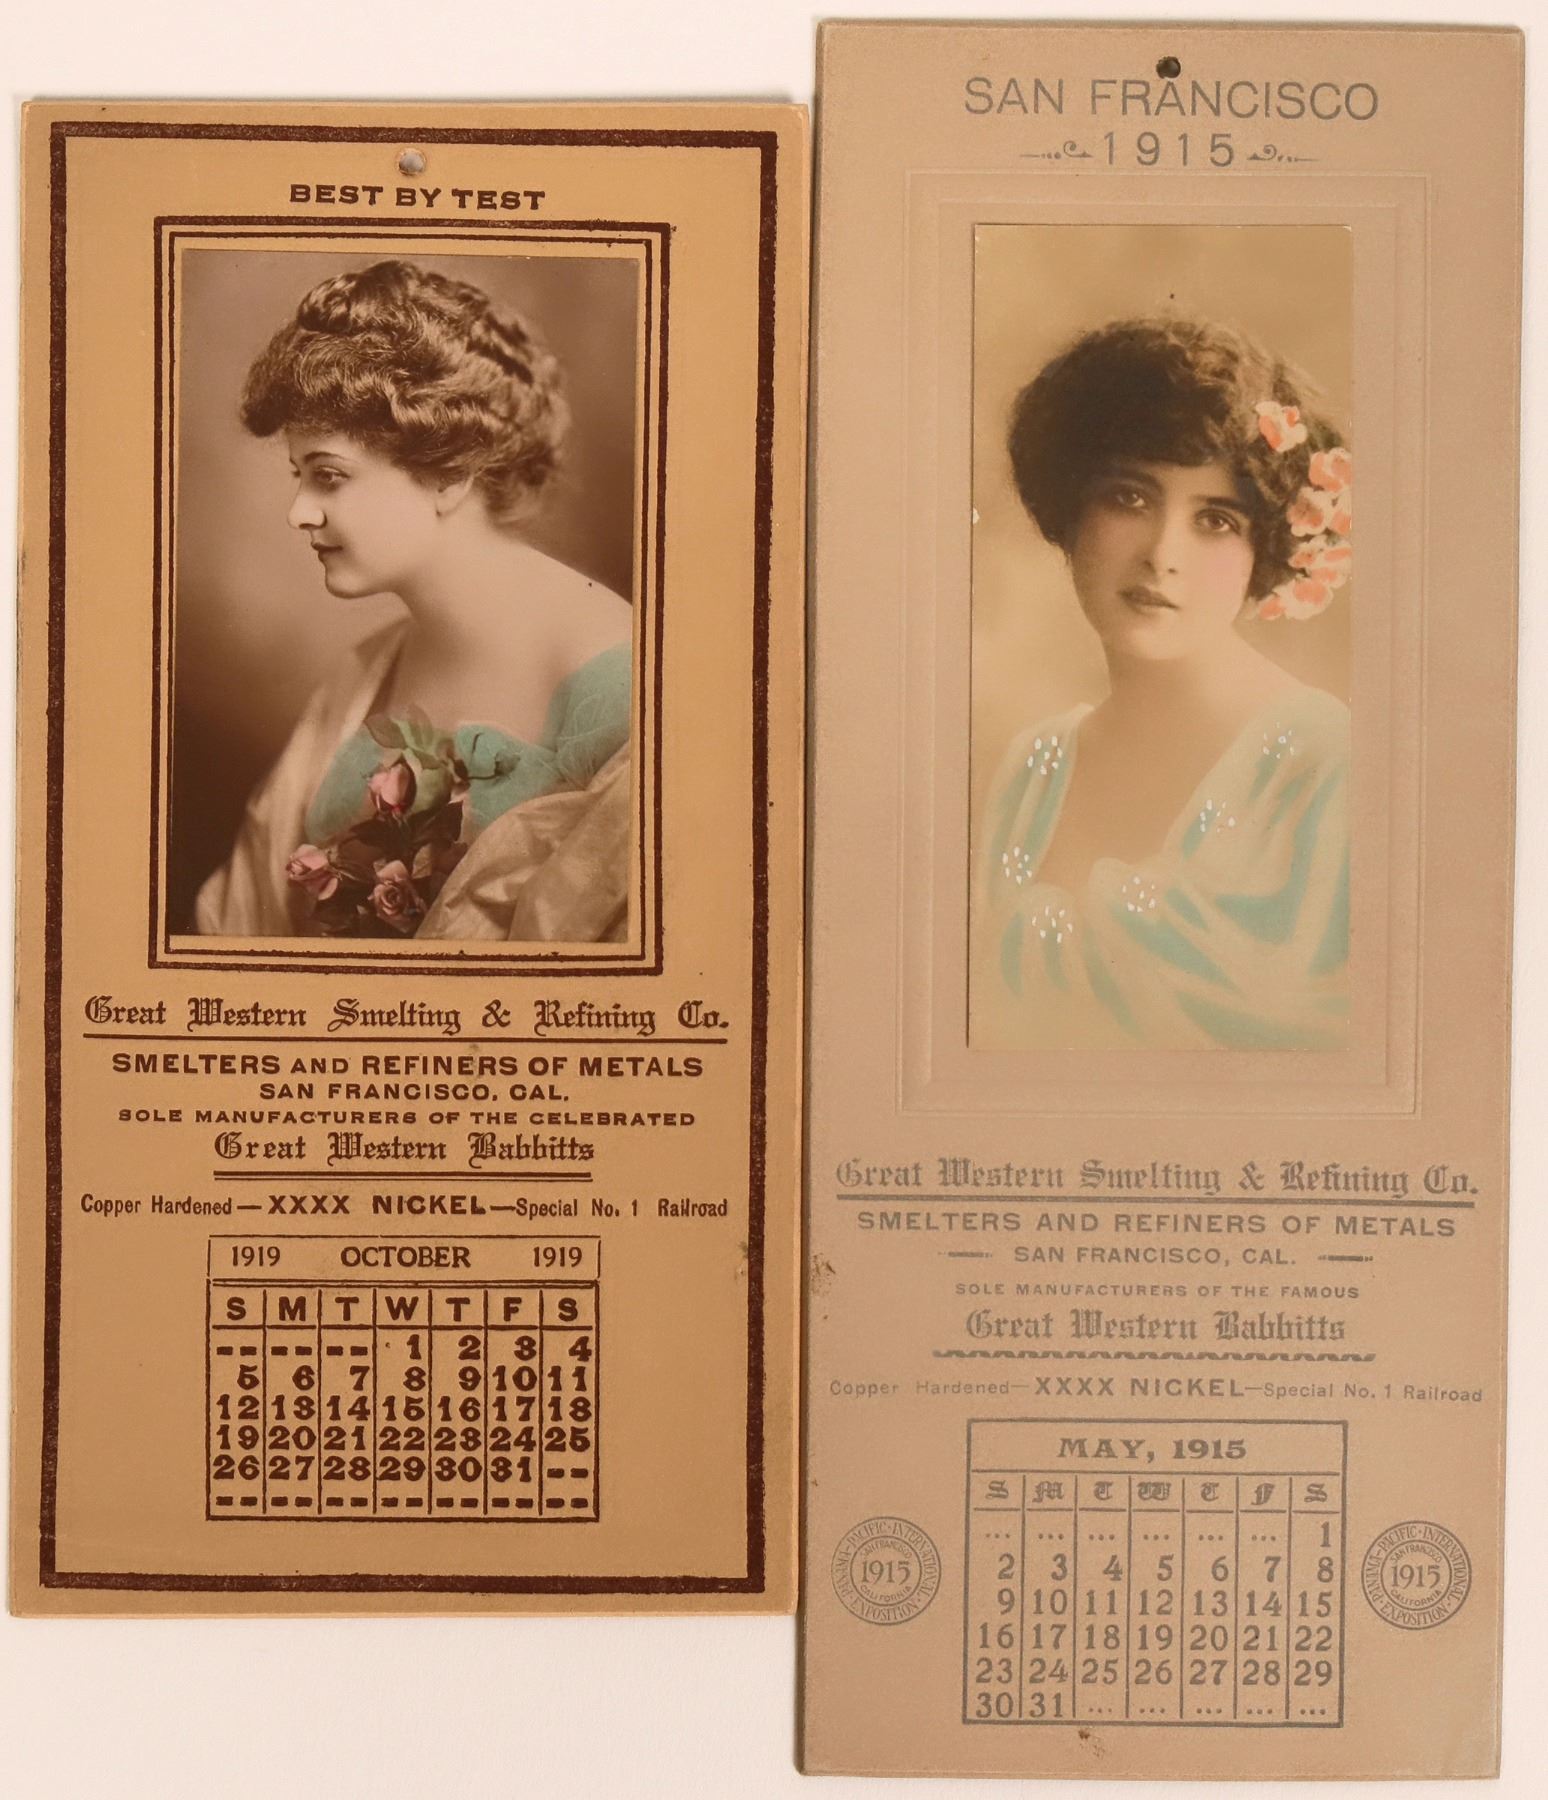 BEST BY TEST
Great Western Smelting & Refining Co.
SMELTERS AND REFINERS OF METALS
SAN FRANCISCO, CAL.
SOLE MANUFACTURERS OF THE CELEBRATED
Great Western Babbitts
Copper Hardened — XXXX NICKEL — Special No. 1 Railroad
1919 OCTOBER 1919
S M T W T F S
-- -- -- 1 2 3 4
5 6 7 8 9 10 11
12 13 14 15 16 17 18
19 20 21 22 23 24 25
26 27 28 29 30 31 --
-- -- -- -- -- -- --
SAN FRANCISCO
1915
Great Western Smelting & Refining Co.
SMELTERS AND REFINERS OF METALS
SAN FRANCISCO, CAL.
SOLE MANUFACTURERS OF THE FAMOUS
Great Western Babbitts
Copper Hardened — XXXX NICKEL — Special No. 1 Railroad
MAY, 1915
S M T W T F S
... ... ... ... ... ... 1
2 3 4 5 6 7 8
9 10 11 12 13 14 15
16 17 18 19 20 21 22
23 24 25 26 27 28 29
30 31 ... ... ... ... ...
PANAMA-PACIFIC-INTERNATIONAL
EXPOSITION
SAN FRANCISCO
1915
CALIFORNIA
PANAMA-PACIFIC-INTERNATIONAL
EXPOSITION
SAN FRANCISCO
1915
CALIFORNIA